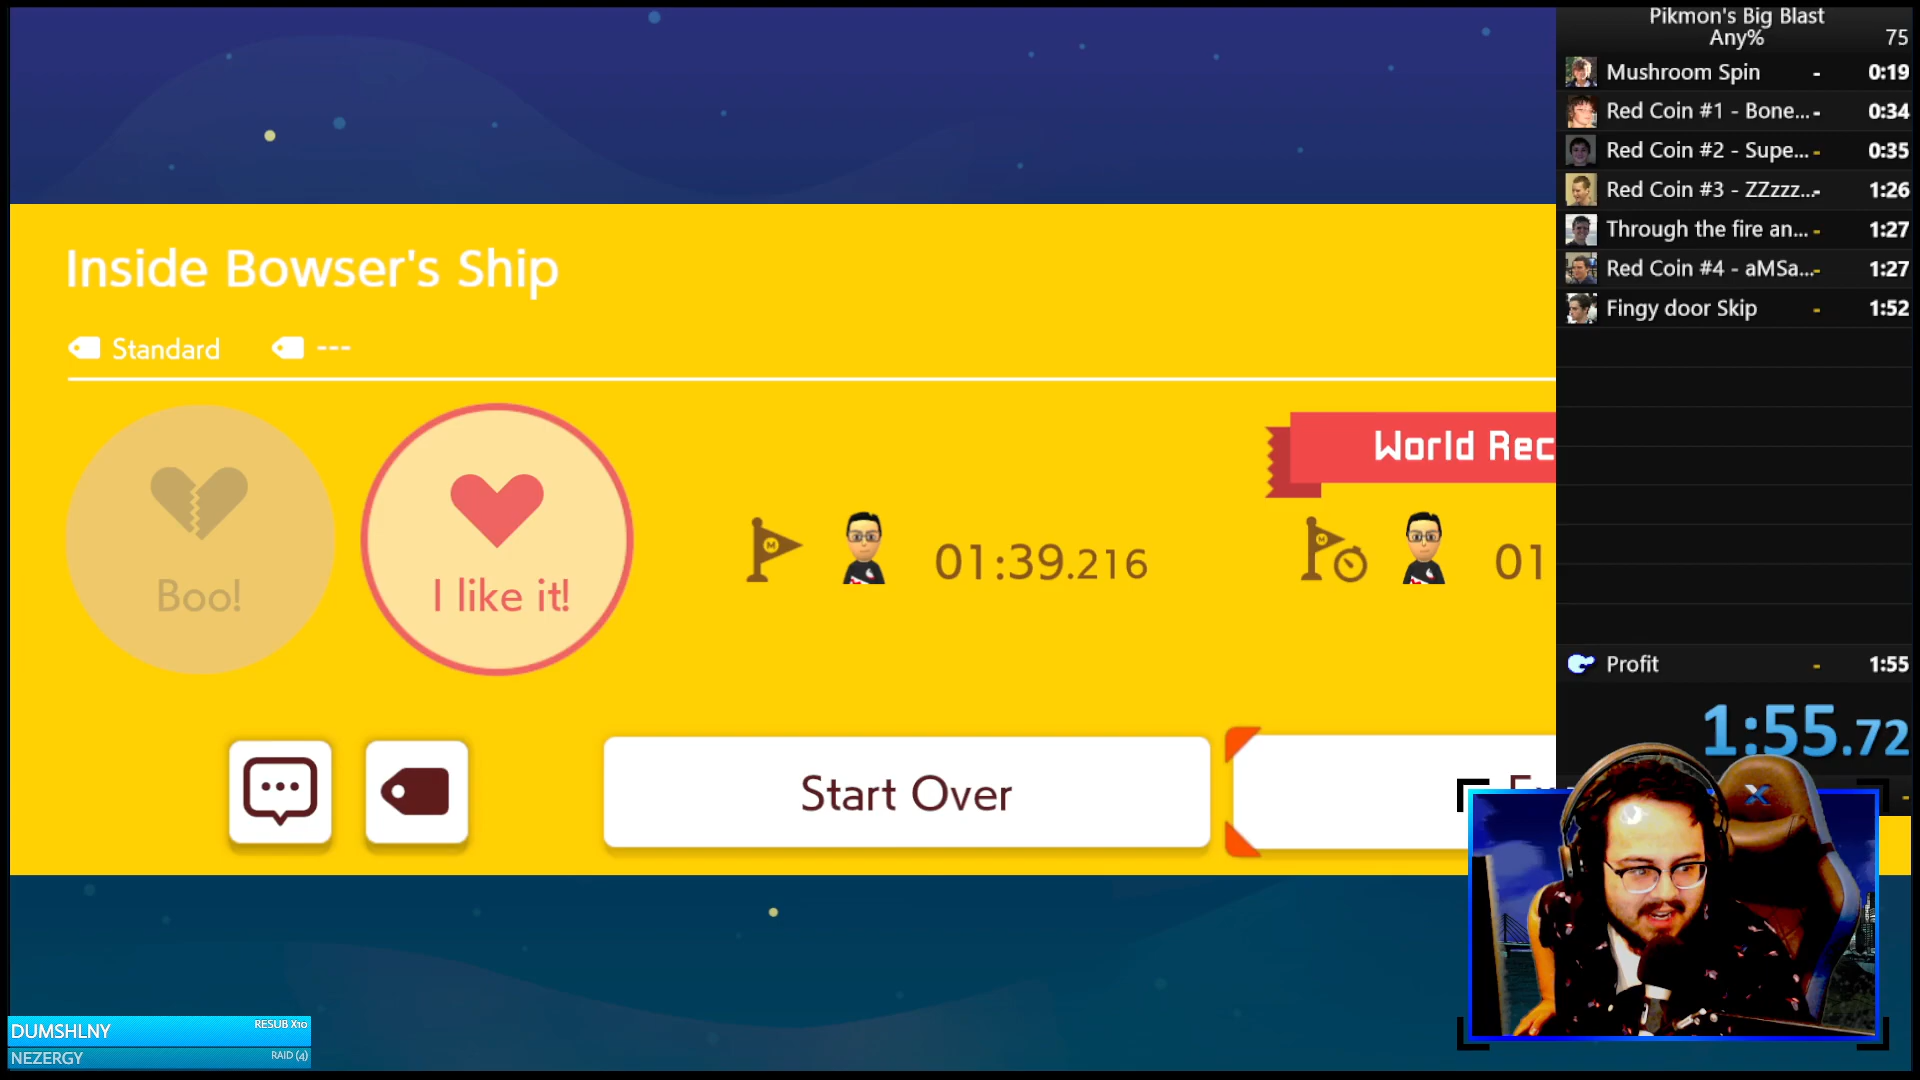 Pikmon's Big Blast
Any%
75
Mushroom Spin - 0:19
Red Coin #1 - Bone... - 0:34
Red Coin #2 - Supe... - 0:35
Red Coin #3 - ZZzzz... - 1:26
Through the fire an... - 1:27
Red Coin #4 - aMSa... - 1:27
Fingy door Skip - 1:52
Profit - 1:55
1:55.72
Inside Bowser's Ship
Standard ---
World Rec
Boo!
I like it!
M 01:39.216
M 01
Start Over
DUMSHLNY RESUB X10
NEZERGY RAID (4)